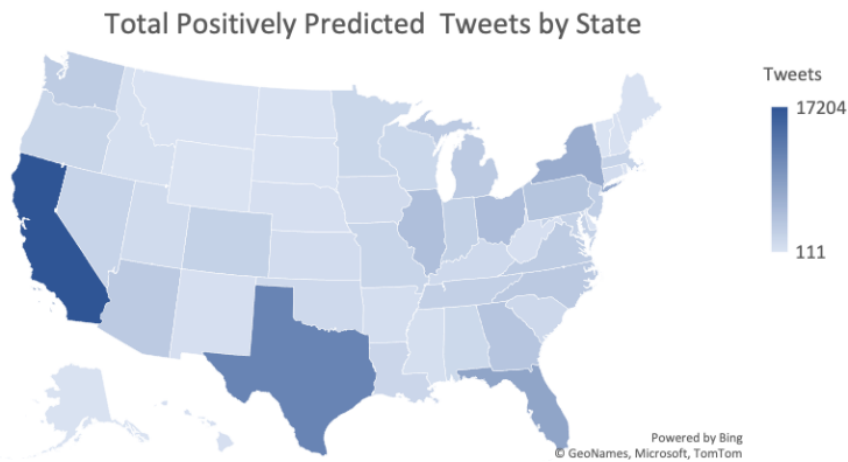 Total Positively Predicted Tweets by State
Tweets
17204
111
Powered by Bing
© GeoNames, Microsoft, TomTom